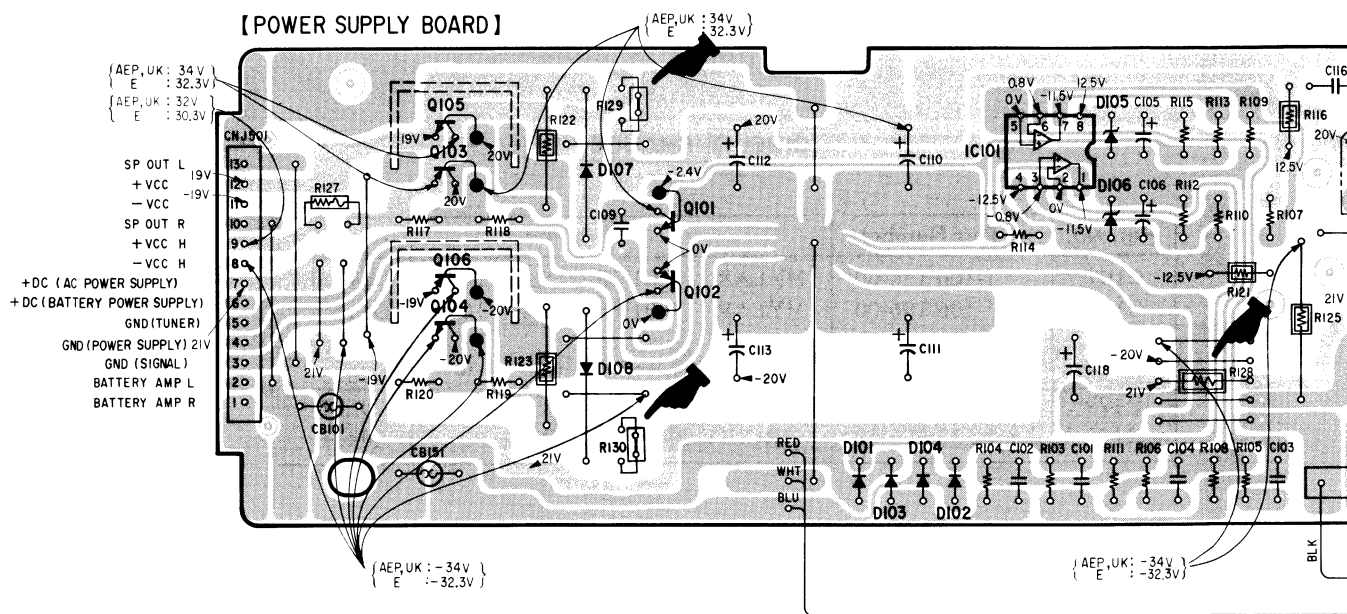 【POWER SUPPLY BOARD】
{AEP,UK : 34V
E : 32.3V}
{AEP,UK : 34V
E : 32.3V}
{AEP,UK : 32V
E : 30.3V}
CNJ501
SP OUT L 13
-19V
+VCC 12
-19V
-VCC 11
SP OUT R 10
+VCC H 9
-VCC H 8
+DC (AC POWER SUPPLY) 7
+DC (BATTERY POWER SUPPLY) 6
GND (TUNER) 5
GND (POWER SUPPLY) 21V 4
GND (SIGNAL) 3
BATTERY AMP L 2
BATTERY AMP R 1
R127
21V
-19V
CB101
CB151
Q105
19V
20V
Q103
20V
R117
R118
Q106
-19V
-20V
Q104
-20V
R120
R119
R122
R123
R129
D107
C109
D108
R130
21V
-2.4V
Q101
0V
Q102
0V
20V
C112
C113
-20V
C110
C111
0.8V
12.5V
0V
-11.5V
5 6 7 8
IC101
4 3 2 1
-12.5V
-0.8V
0V
-11.5V
R114
D105
C105
R115
R113
R109
D106
C106
R112
R110
R107
R116
12.5V
C116
20V
-12.5V
R121
21V
R125
-20V
R128
21V
C118
RED
WHT
BLU
D101
D104
D103
D102
R104
C102
R103
C101
R111
R106
C104
R108
R105
C103
BLK
{AEP,UK : -34V
E : -32.3V}
{AEP,UK : -34V
E : -32.3V}